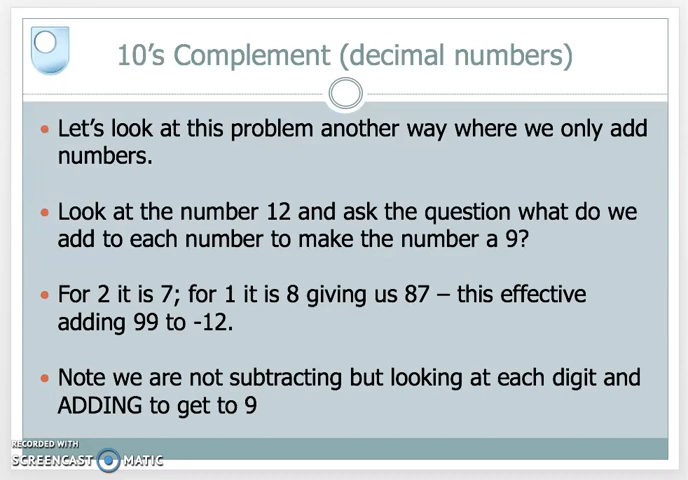 10’s Complement (decimal numbers)
Let’s look at this problem another way where we only add
numbers.
Look at the number 12 and ask the question what do we
add to each number to make the number a 9?
For 2 it is 7; for 1 it is 8 giving us 87 – this effective
adding 99 to -12.
Note we are not subtracting but looking at each digit and
ADDING to get to 9
RECORDED WITH
SCREENCAST MATIC